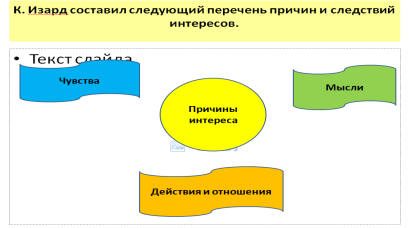 К. Изард составил следующий перечень причин и следствий
интересов.
• Текст слайда
Чувства
Мысли
Причины
интереса
Действия и отношения